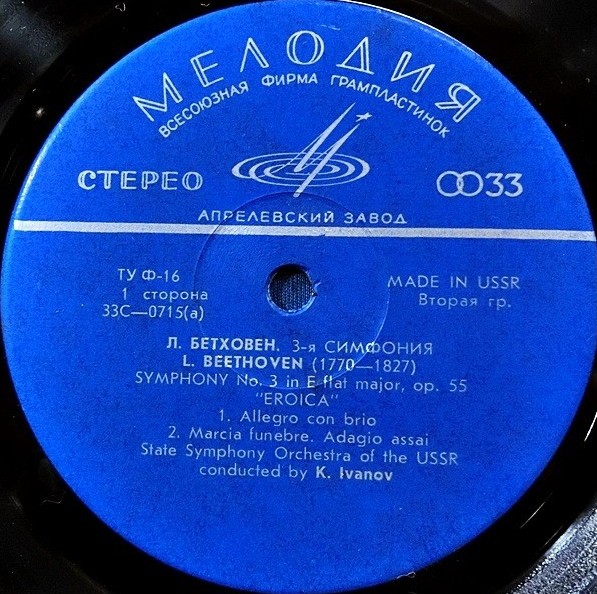 МЕЛОДИЯ
ВСЕСОЮЗНАЯ ФИРМА ГРАМПЛАСТИНОК
СТЕРЕО
33
АПРЕЛЕВСКИЙ ЗАВОД
ТУ Ф-16
MADE IN USSR
1 сторона
Вторая гр.
33С—0715(а)
Л. БЕТХОВЕН. 3-я СИМФОНИЯ
L. BEETHOVEN (1770—1827)
SYMPHONY No. 3 in E flat major, op. 55
"EROICA"
1. Allegro con brio
2. Marcia funebre. Adagio assai
State Symphony Orchestra of the USSR
conducted by K. Ivanov